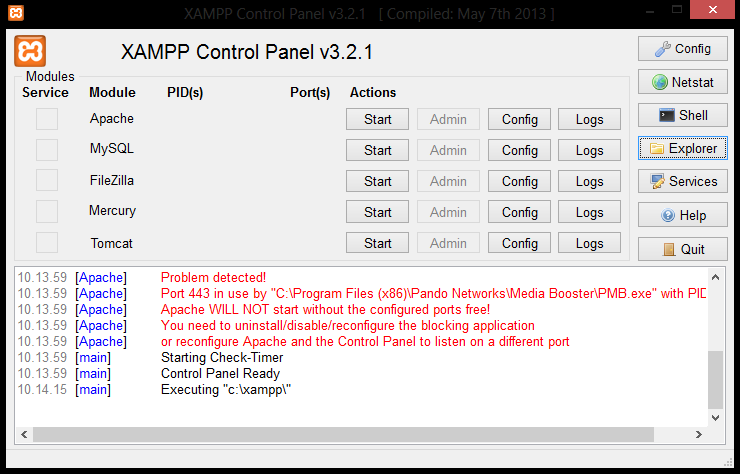 XAMPP Control Panel v3.2.1 [ Compiled: May 7th 2013 ]
XAMPP Control Panel v3.2.1
Config
Modules
Service Module PID(s) Port(s) Actions
Netstat
Apache Start Admin Config Logs
Shell
MySQL Start Admin Config Logs
Explorer
FileZilla Start Admin Config Logs
Services
Mercury Start Admin Config Logs
Help
Tomcat Start Admin Config Logs
Quit
10.13.59 [Apache] Problem detected!
10.13.59 [Apache] Port 443 in use by "C:\Program Files (x86)\Pando Networks\Media Booster\PMB.exe" with PID
10.13.59 [Apache] Apache WILL NOT start without the configured ports free!
10.13.59 [Apache] You need to uninstall/disable/reconfigure the blocking application
10.13.59 [Apache] or reconfigure Apache and the Control Panel to listen on a different port
10.13.59 [main] Starting Check-Timer
10.13.59 [main] Control Panel Ready
10.14.15 [main] Executing "c:\xampp\"